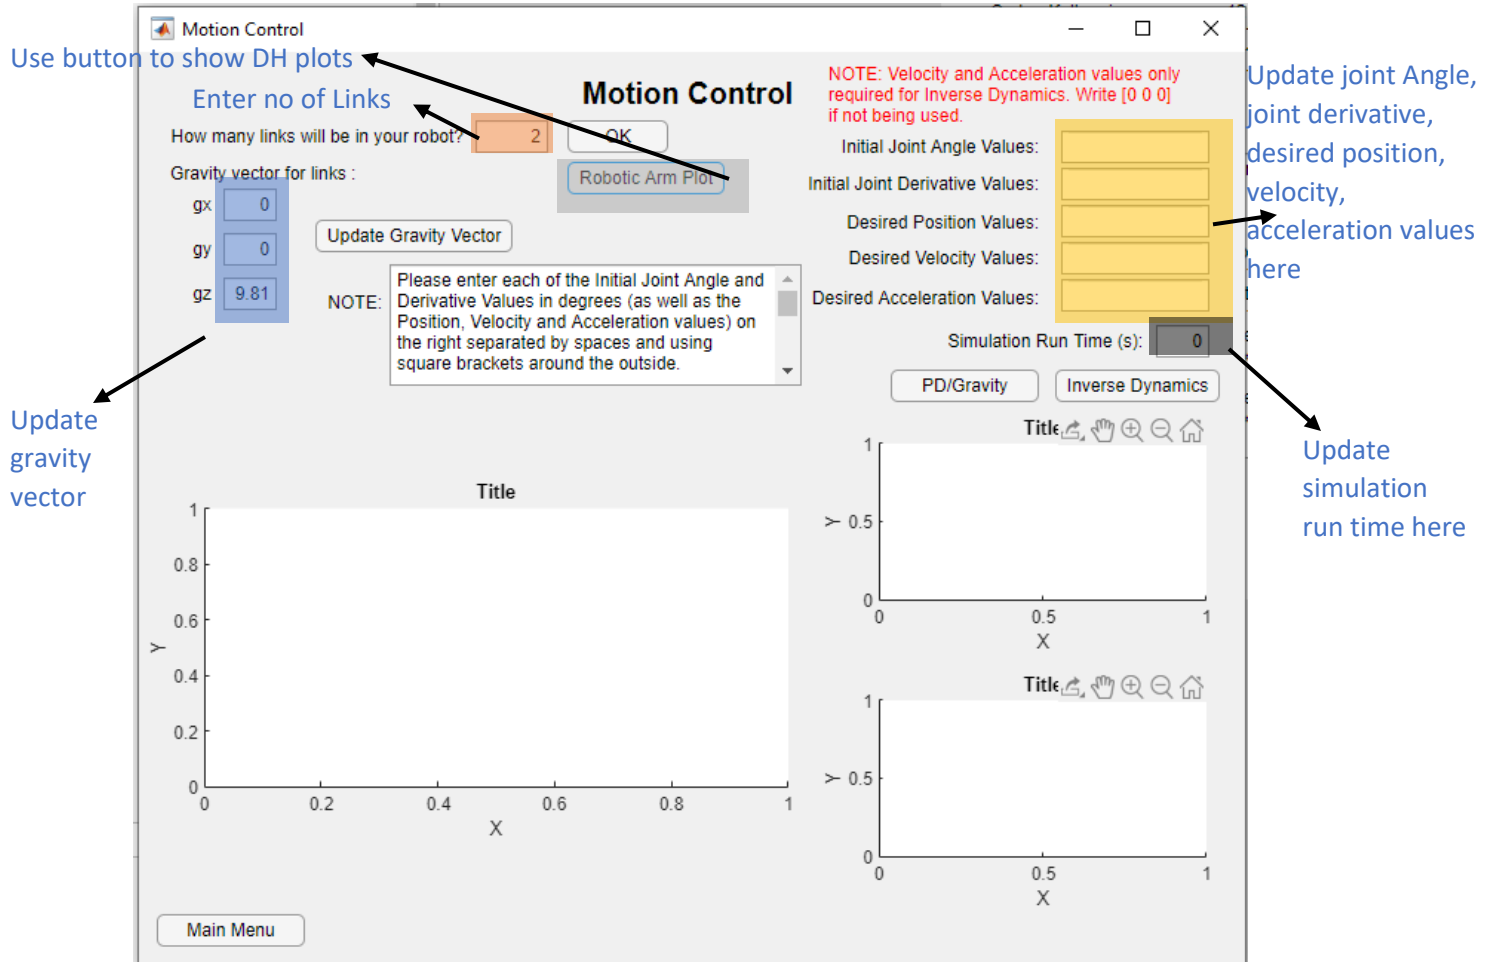 Motion Control
Use button to show DH plots
Enter no of Links
Motion Control
NOTE: Velocity and Acceleration values only
required for Inverse Dynamics. Write [0 0 0]
if not being used.
Update joint Angle,
joint derivative,
desired position,
velocity,
acceleration values
here
How many links will be in your robot? 2 OK
Robotic Arm Plot
Gravity vector for links :
gx 0
gy 0
gz 9.81
Update Gravity Vector
NOTE:
Please enter each of the Initial Joint Angle and
Derivative Values in degrees (as well as the
Position, Velocity and Acceleration values) on
the right separated by spaces and using
square brackets around the outside.
Initial Joint Angle Values:
Initial Joint Derivative Values:
Desired Position Values:
Desired Velocity Values:
Desired Acceleration Values:
Simulation Run Time (s): 0
PD/Gravity Inverse Dynamics
Update
gravity
vector
Update
simulation
run time here
Title
1
0.8
0.6
0.4
0.2
0
Y
0 0.2 0.4 0.6 0.8 1
X
Title
1
0.5
0
Y
0 0.5 1
X
Title
1
0.5
0
Y
0 0.5 1
X
Main Menu